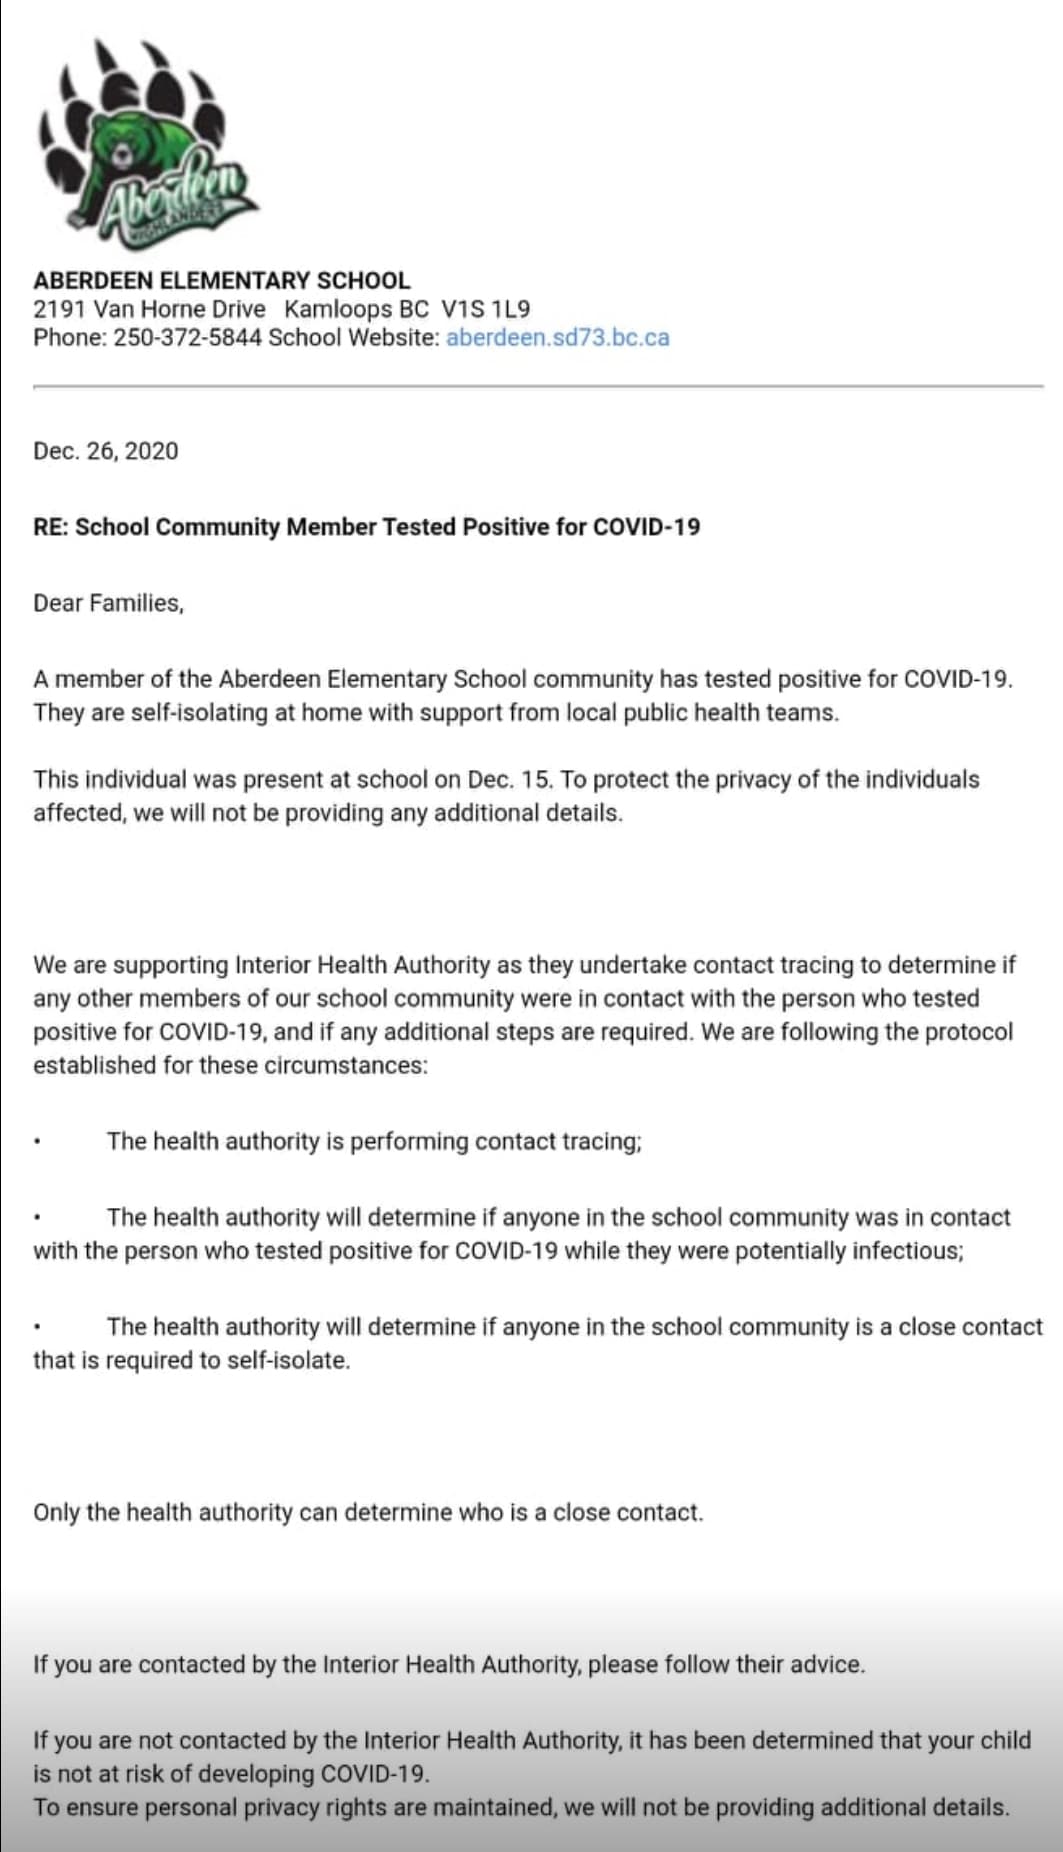 Aberdeen
HIGHLANDERS
ABERDEEN ELEMENTARY SCHOOL
2191 Van Horne Drive Kamloops BC V1S 1L9
Phone: 250-372-5844 School Website: aberdeen.sd73.bc.ca
Dec. 26, 2020
RE: School Community Member Tested Positive for COVID-19
Dear Families,
A member of the Aberdeen Elementary School community has tested positive for COVID-19.
They are self-isolating at home with support from local public health teams.
This individual was present at school on Dec. 15. To protect the privacy of the individuals
affected, we will not be providing any additional details.
We are supporting Interior Health Authority as they undertake contact tracing to determine if
any other members of our school community were in contact with the person who tested
positive for COVID-19, and if any additional steps are required. We are following the protocol
established for these circumstances:
· The health authority is performing contact tracing;
· The health authority will determine if anyone in the school community was in contact
with the person who tested positive for COVID-19 while they were potentially infectious;
· The health authority will determine if anyone in the school community is a close contact
that is required to self-isolate.
Only the health authority can determine who is a close contact.
If you are contacted by the Interior Health Authority, please follow their advice.
If you are not contacted by the Interior Health Authority, it has been determined that your child
is not at risk of developing COVID-19.
To ensure personal privacy rights are maintained, we will not be providing additional details.